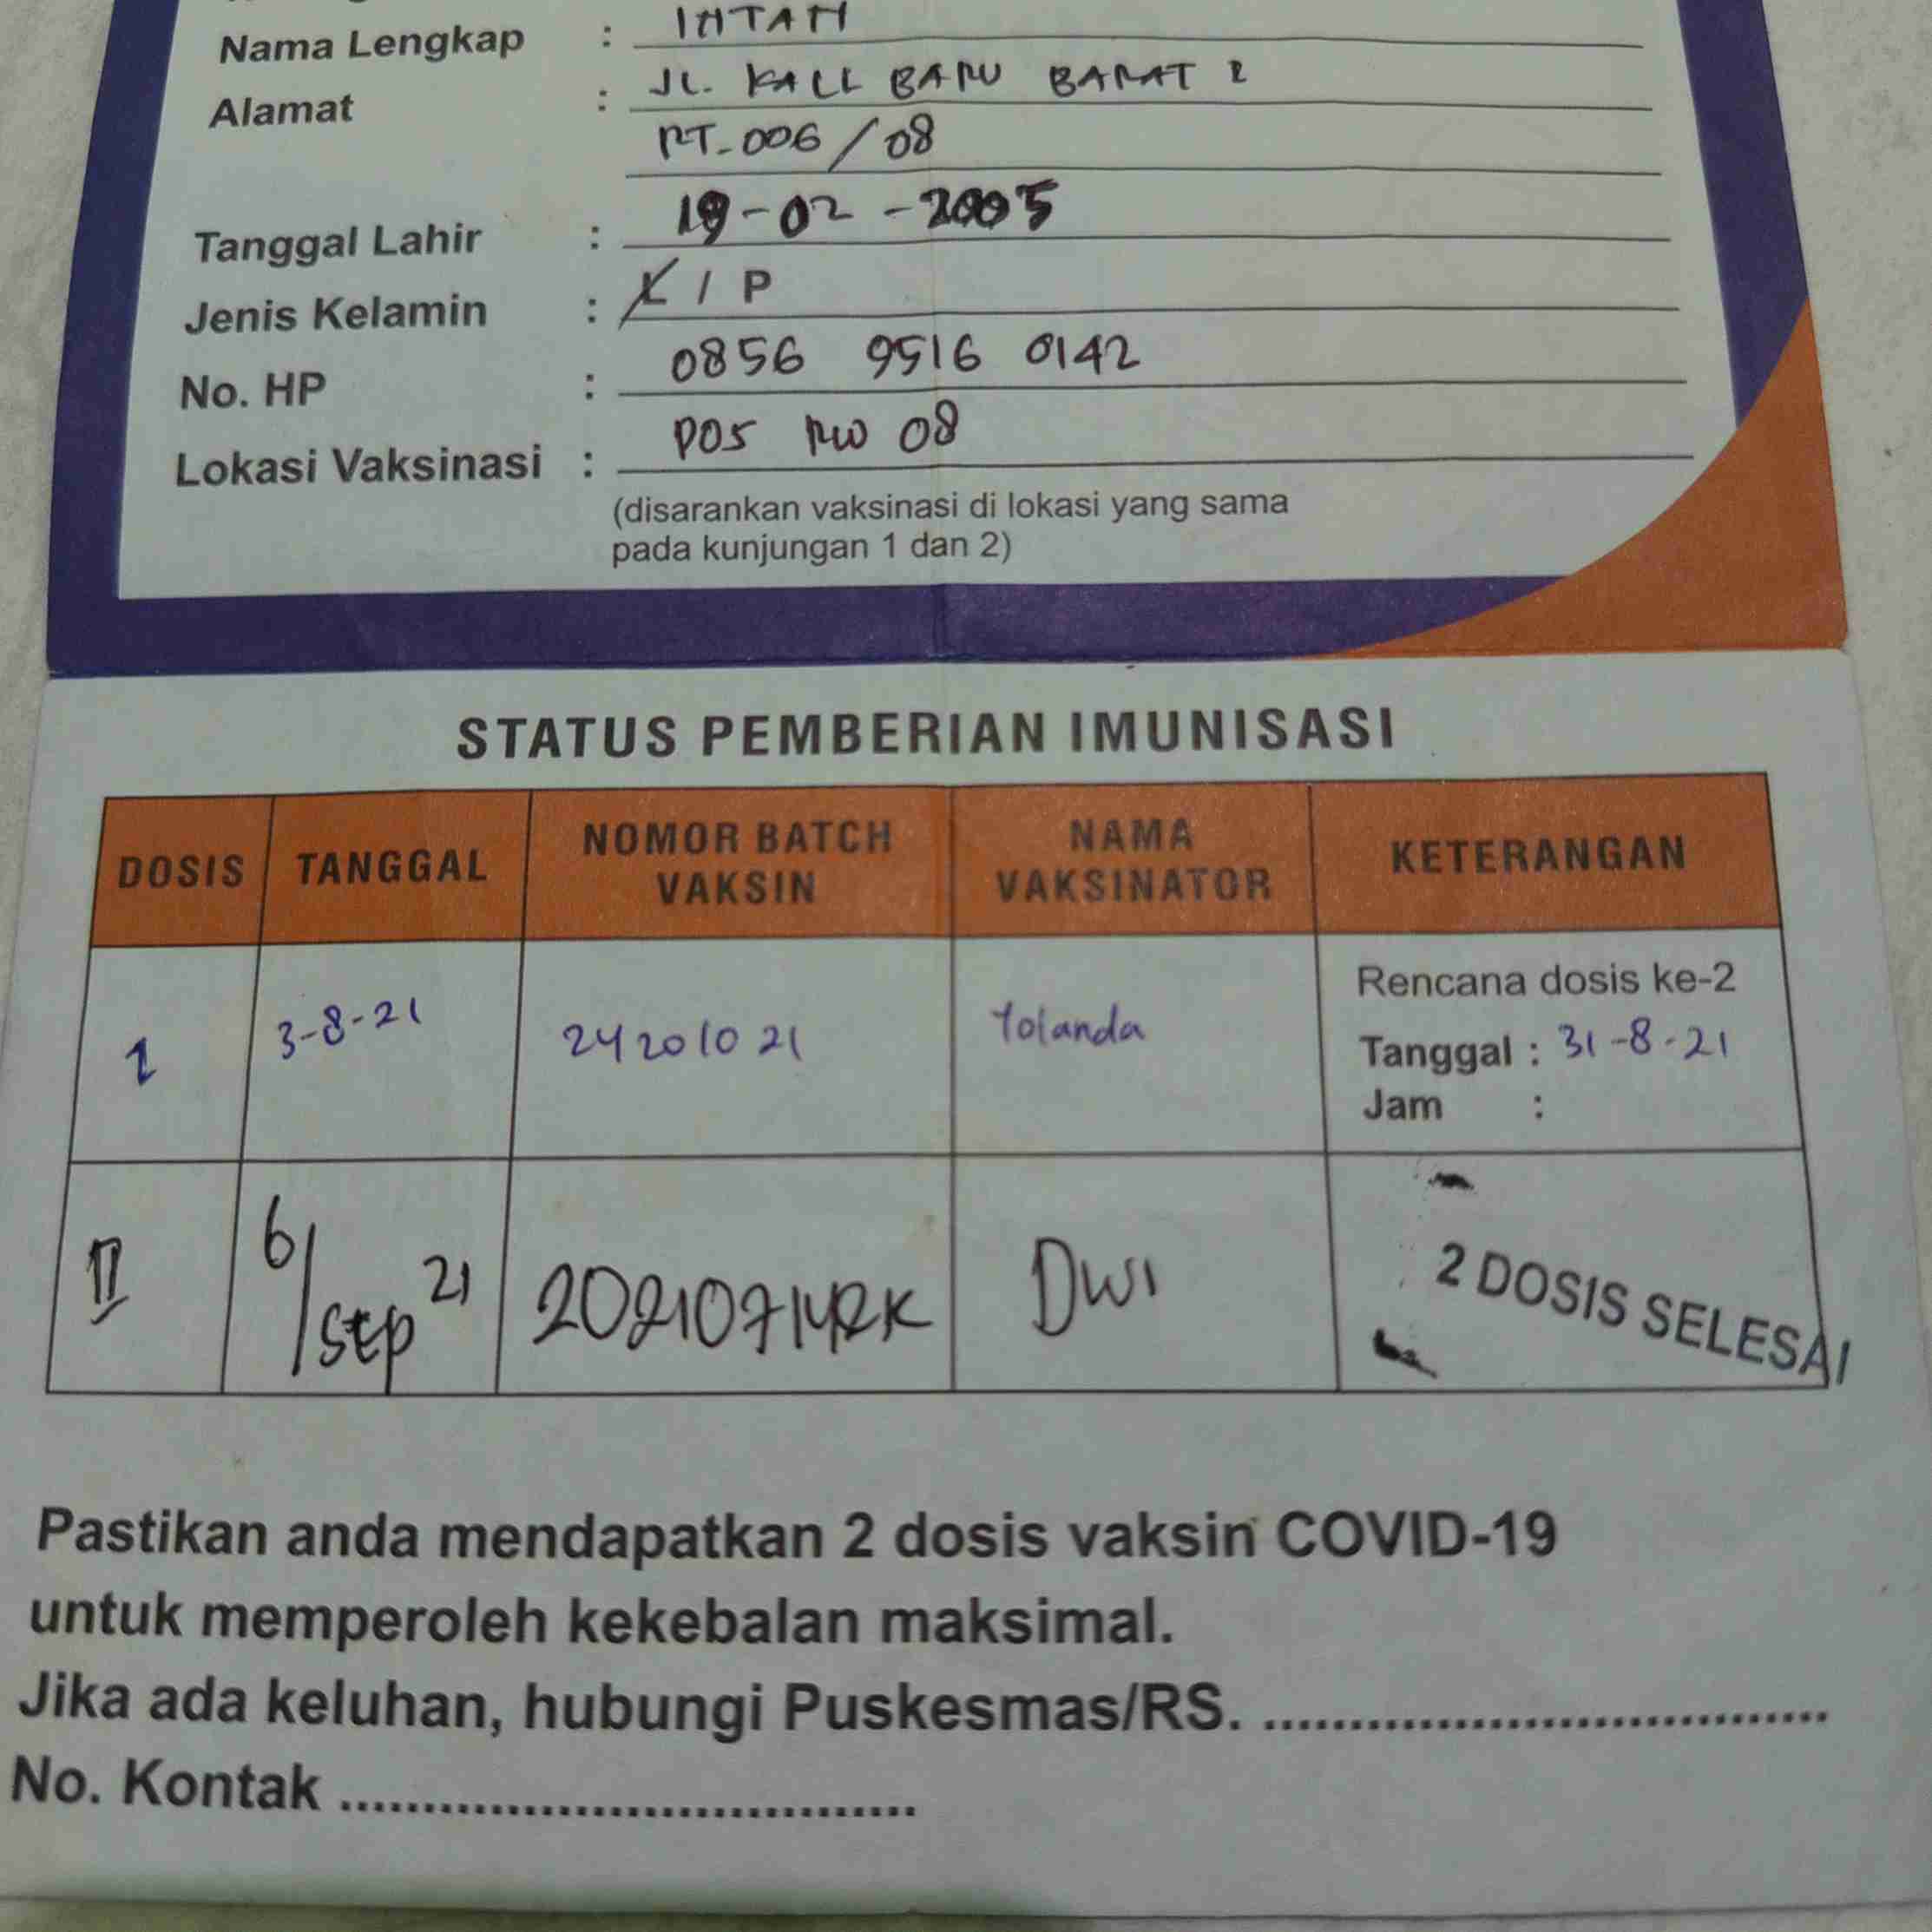 Nama Lengkap : INTAN
Alamat : JL. KALI BARU BARAT 2
RT-006/08
Tanggal Lahir : 19-02-2005
Jenis Kelamin : L / P
No. HP : 0856 9516 0142
Lokasi Vaksinasi : POS RW 08
(disarankan vaksinasi di lokasi yang sama
pada kunjungan 1 dan 2)
STATUS PEMBERIAN IMUNISASI
DOSIS TANGGAL NOMOR BATCH VAKSIN NAMA VAKSINATOR KETERANGAN
1 3-8-21 24201021 Yolanda Rencana dosis ke-2
Tanggal : 31-8-21
Jam :
II 6/Sep 21 202107142K Dwi 2 DOSIS SELESAI
Pastikan anda mendapatkan 2 dosis vaksin COVID-19
untuk memperoleh kekebalan maksimal.
Jika ada keluhan, hubungi Puskesmas/RS. ..................................
No. Kontak ..................................